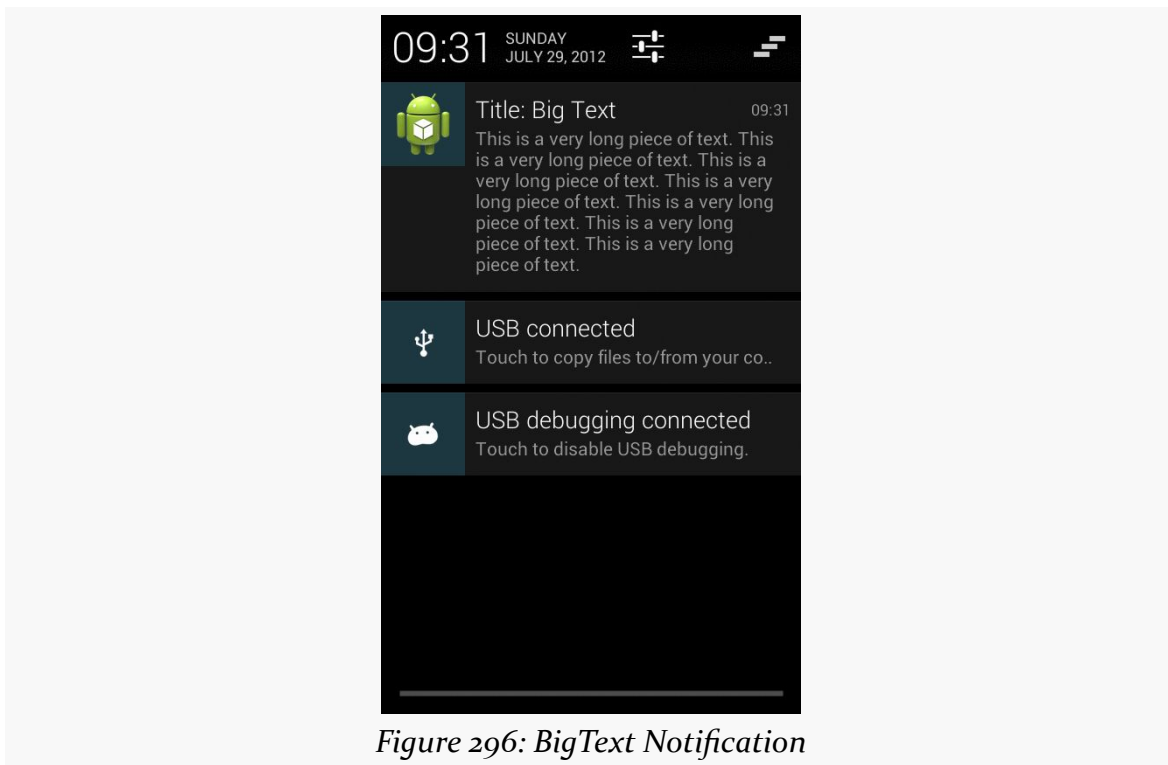 09:31 SUNDAY
JULY 29, 2012
Title: Big Text 09:31
This is a very long piece of text. This
is a very long piece of text. This is a
very long piece of text. This is a very
long piece of text. This is a very long
piece of text. This is a very long
piece of text. This is a very long
piece of text.
USB connected
Touch to copy files to/from your co..
USB debugging connected
Touch to disable USB debugging.
Figure 296: BigText Notification